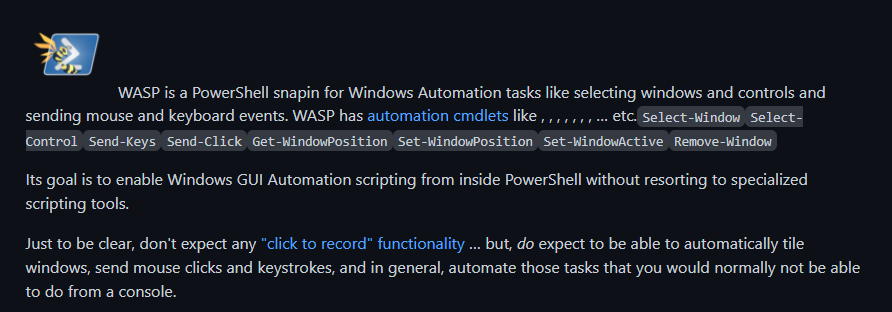 WASP is a PowerShell snapin for Windows Automation tasks like selecting windows and controls and
sending mouse and keyboard events. WASP has automation cmdlets like , , , , , , , ... etc. Select-Window Select-
Control Send-Keys Send-Click Get-WindowPosition Set-WindowPosition Set-WindowActive Remove-Window
Its goal is to enable Windows GUI Automation scripting from inside PowerShell without resorting to specialized
scripting tools.
Just to be clear, don't expect any "click to record" functionality ... but, do expect to be able to automatically tile
windows, send mouse clicks and keystrokes, and in general, automate those tasks that you would normally not be able
to do from a console.